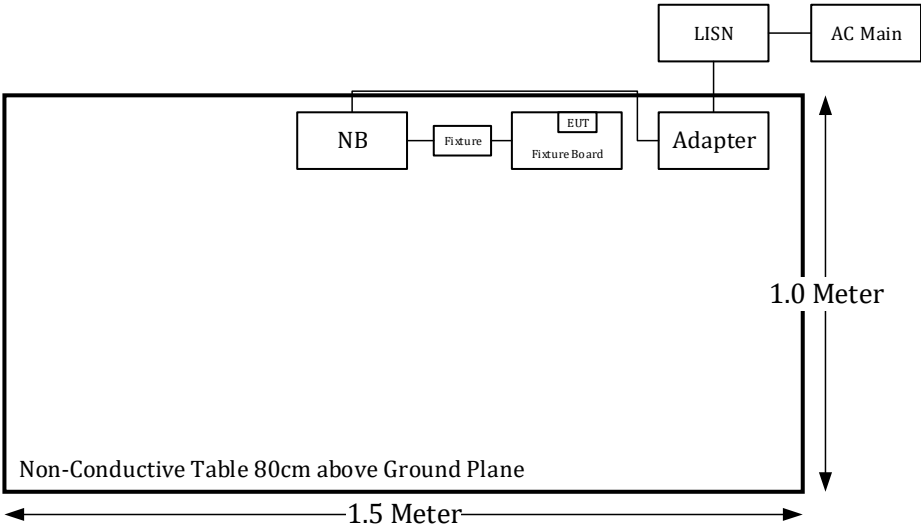 LISN
AC Main
NB
Fixture
EUT
Fixture Board
Adapter
1.0 Meter
Non-Conductive Table 80cm above Ground Plane
1.5 Meter